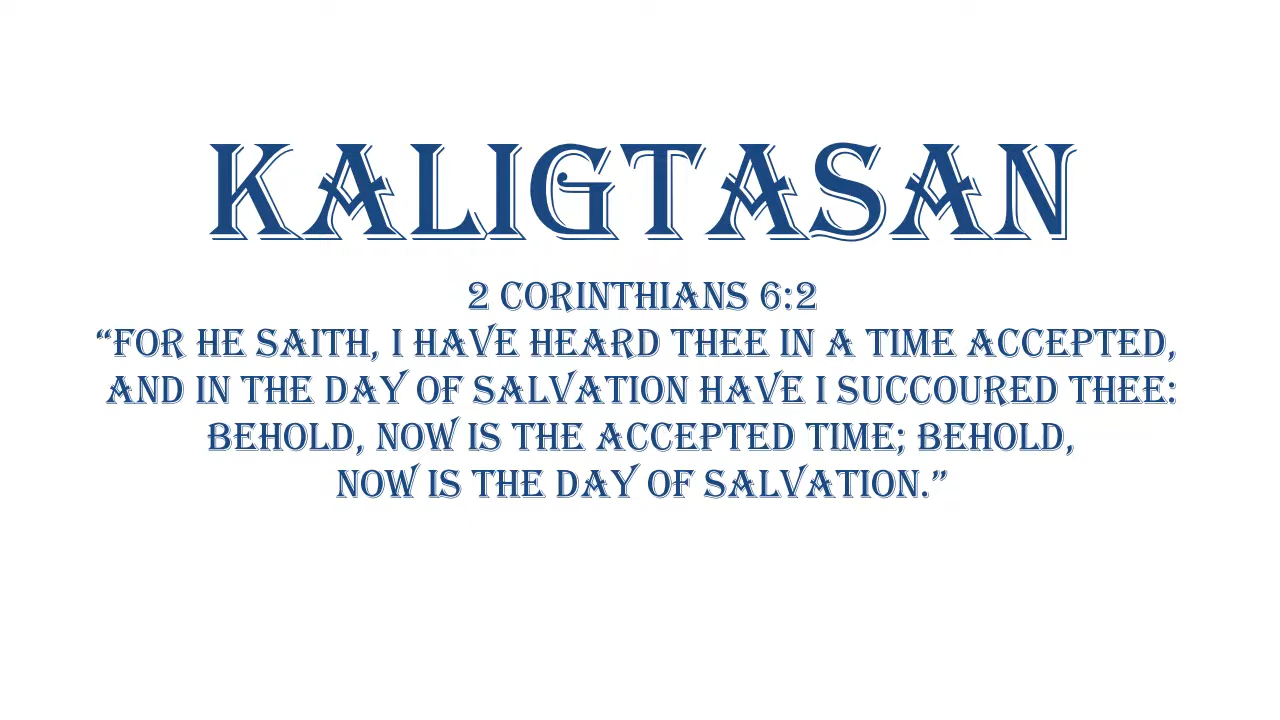 KALIGTASAN
2 CORINTHIANS 6:2
“FOR HE SAITH, I HAVE HEARD THEE IN A TIME ACCEPTED,
AND IN THE DAY OF SALVATION HAVE I SUCCOURED THEE:
BEHOLD, NOW IS THE ACCEPTED TIME; BEHOLD,
NOW IS THE DAY OF SALVATION.”